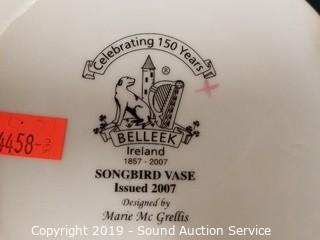 Celebrating 150 Years
®
BELLEEK
Ireland
1857 - 2007
SONGBIRD VASE
Issued 2007
Designed by
Marie Mc Grellis
4458-
Copyright 2019 - Sound Auction Service